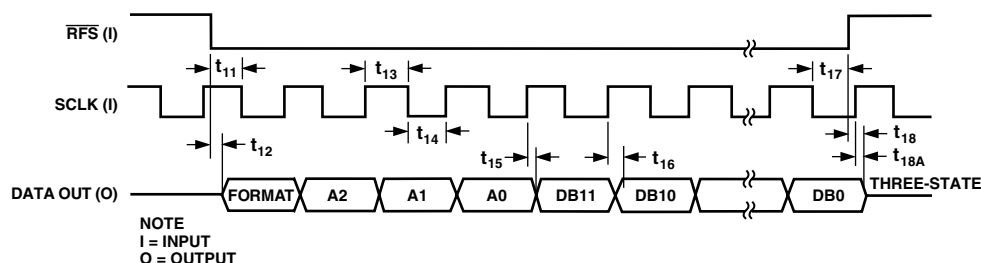 RFS (I)
t11
t13
t17
SCLK (I)
t14
t18
t12
t15
t16
t18A
THREE-STATE
DATA OUT (O)
FORMAT
A2
A1
A0
DB11
DB10
DB0
NOTE
I = INPUT
O = OUTPUT